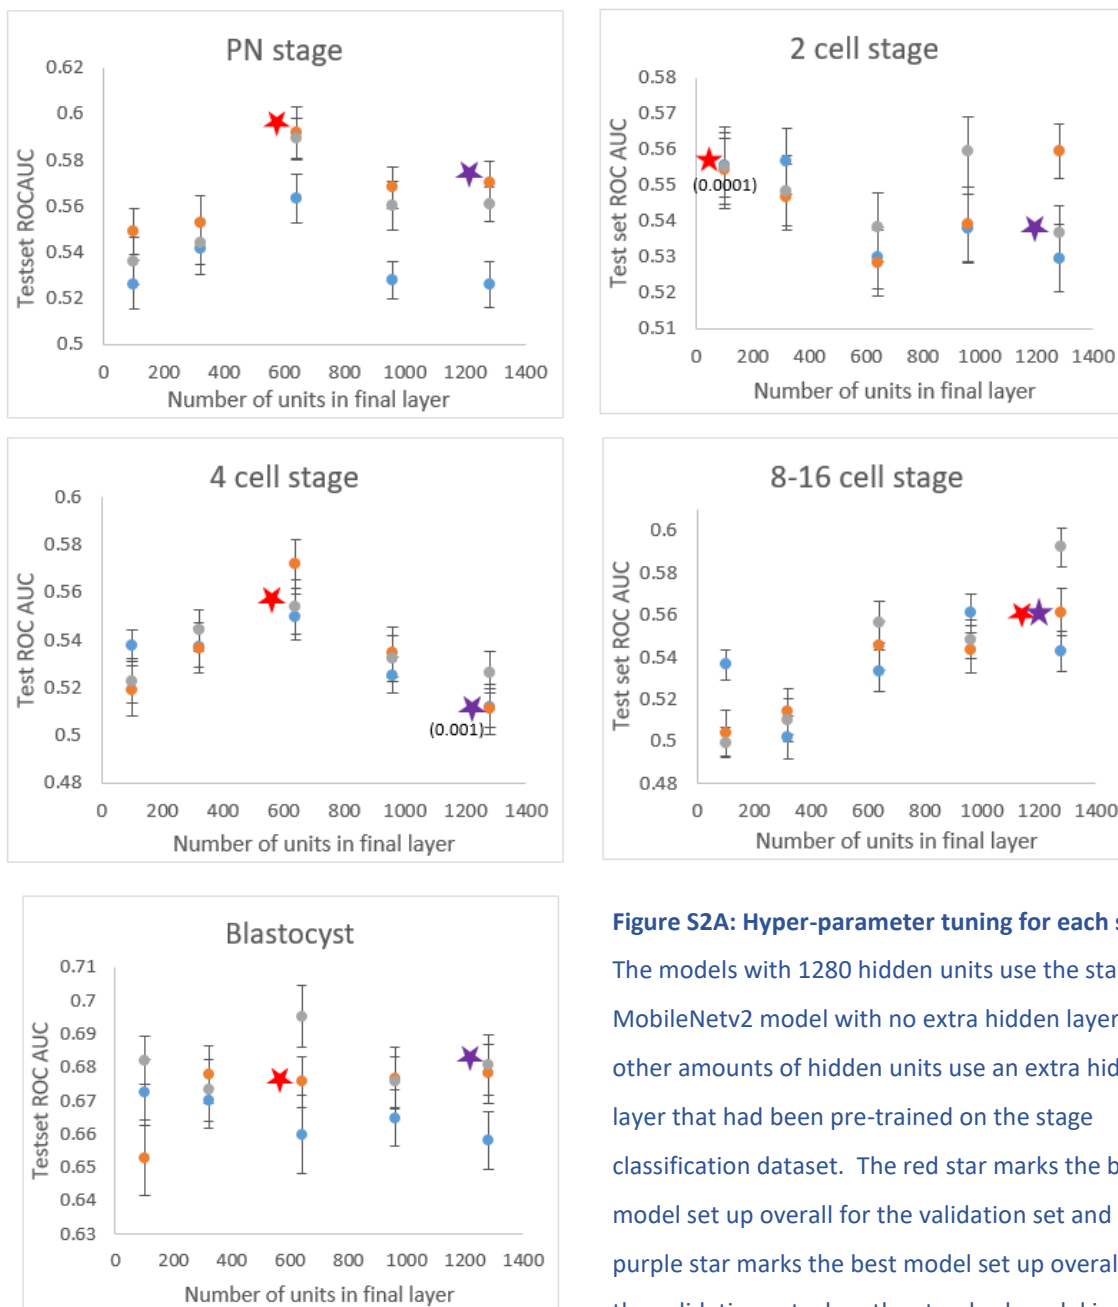 PN stage
0.62
0.6
0.58
0.56
0.54
0.52
0.5
Testset ROCAUC
0 200 400 600 800 1000 1200 1400
Number of units in final layer
2 cell stage
0.58
0.57
0.56
0.55
0.54
0.53
0.52
0.51
Test set ROC AUC
(0.0001)
0 200 400 600 800 1000 1200 1400
Number of units in final layer
4 cell stage
0.6
0.58
0.56
0.54
0.52
0.5
0.48
Test ROC AUC
(0.001)
0 200 400 600 800 1000 1200 1400
Number of units in final layer
8-16 cell stage
0.6
0.58
0.56
0.54
0.52
0.5
0.48
Test set ROC AUC
0 200 400 600 800 1000 1200 1400
Number of units in final layer
Blastocyst
0.71
0.7
0.69
0.68
0.67
0.66
0.65
0.64
0.63
Testset ROC AUC
0 200 400 600 800 1000 1200 1400
Number of units in final layer
Figure S2A: Hyper-parameter tuning for each
The models with 1280 hidden units use the
MobileNetv2 model with no extra hidden layer
other amounts of hidden units use an extra
layer that had been pre-trained on the stage
classification dataset. The red star marks the
model set up overall for the validation set and
purple star marks the best model set up